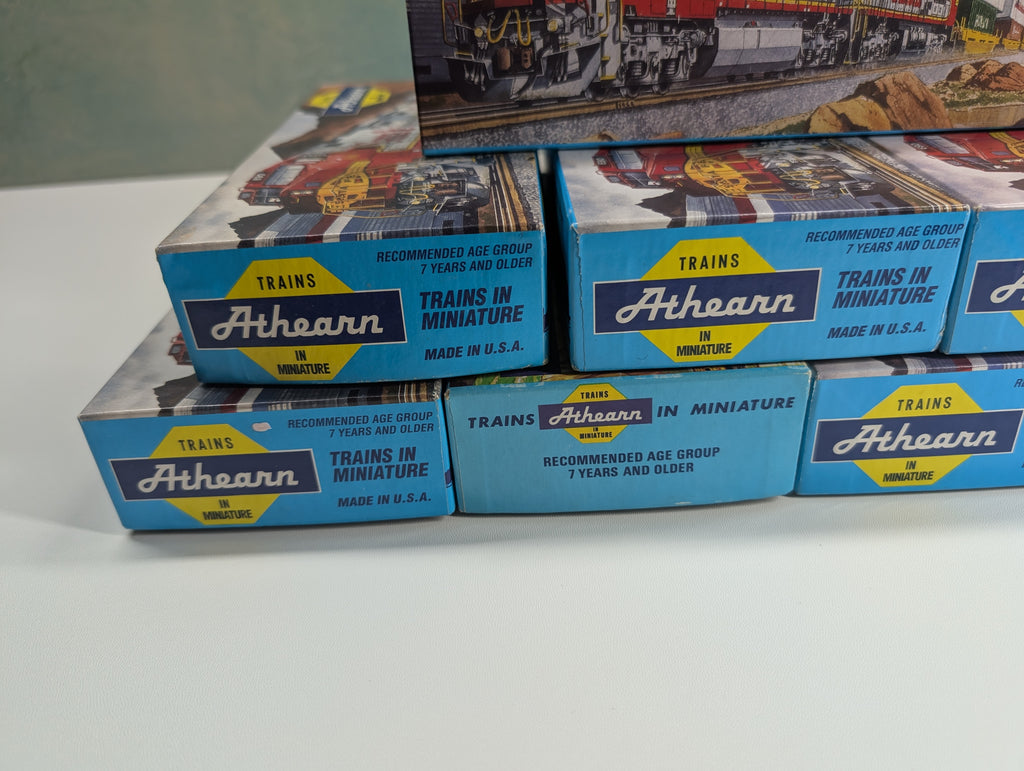 Athearn
TRAINS
Athearn
IN
MINIATURE
RECOMMENDED AGE GROUP
7 YEARS AND OLDER
TRAINS IN
MINIATURE
MADE IN U.S.A.
TRAINS
Athearn
IN
MINIATURE
RECOMMENDED AGE GROUP
7 YEARS AND OLDER
TRAINS IN
MINIATURE
MADE IN U.S.A.
TRAINS
Athearn
IN
MINIATURE
RECOMMENDED AGE GROUP
7 YEARS AND OLDER
TRAINS IN
MINIATURE
MADE IN U.S.A.
TRAINS
TRAINS
Athearn
IN
MINIATURE
IN MINIATURE
RECOMMENDED AGE GROUP
7 YEARS AND OLDER
TRAINS
Athearn
IN
MINIATURE